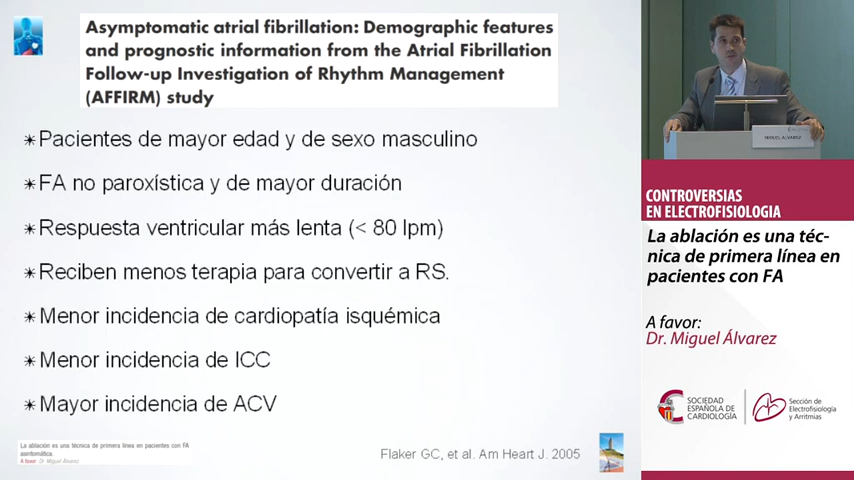 Asymptomatic atrial fibrillation: Demographic features
and prognostic information from the Atrial Fibrillation
Follow-up Investigation of Rhythm Management
(AFFIRM) study
Pacientes de mayor edad y de sexo masculino
FA no paroxística y de mayor duración
Respuesta ventricular más lenta (< 80 lpm)
Reciben menos terapia para convertir a RS.
Menor incidencia de cardiopatía isquémica
Menor incidencia de ICC
Mayor incidencia de ACV
La ablación es una técnica de primera línea en pacientes con FA
asintomática.
A favor: Dr. Miguel Álvarez
Flaker GC, et al. Am Heart J. 2005
MIGUEL ALVAREZ
CONTROVERSIAS
EN ELECTROFISIOLOGIA
La ablación es una téc-
nica de primera línea en
pacientes con FA
A favor:
Dr. Miguel Álvarez
SOCIEDAD
ESPAÑOLA DE
CARDIOLOGÍA
Sección de
Electrofisiología
y Arritmias